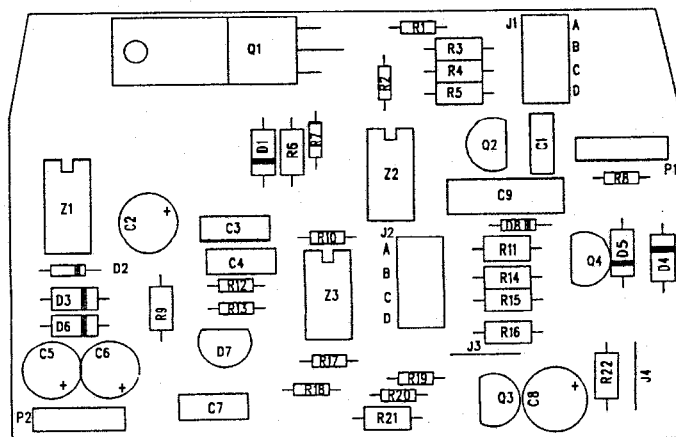 R1
J1
A
Q1
R3
B
R4
C
R2
R5
D
D1
R6
R7
Z2
Q2
C1
P1
R8
Z1
C2
+
C9
C3
R10
J2
D8
A
R11
C4
D2
B
Q4
D5
D4
R12
Z3
R14
D3
R9
R13
C
R15
D6
D
R16
D7
J3
C5
C6
+
+
R17
R22
J4
R18
R19
R20
Q3
C8
+
P2
C7
R21